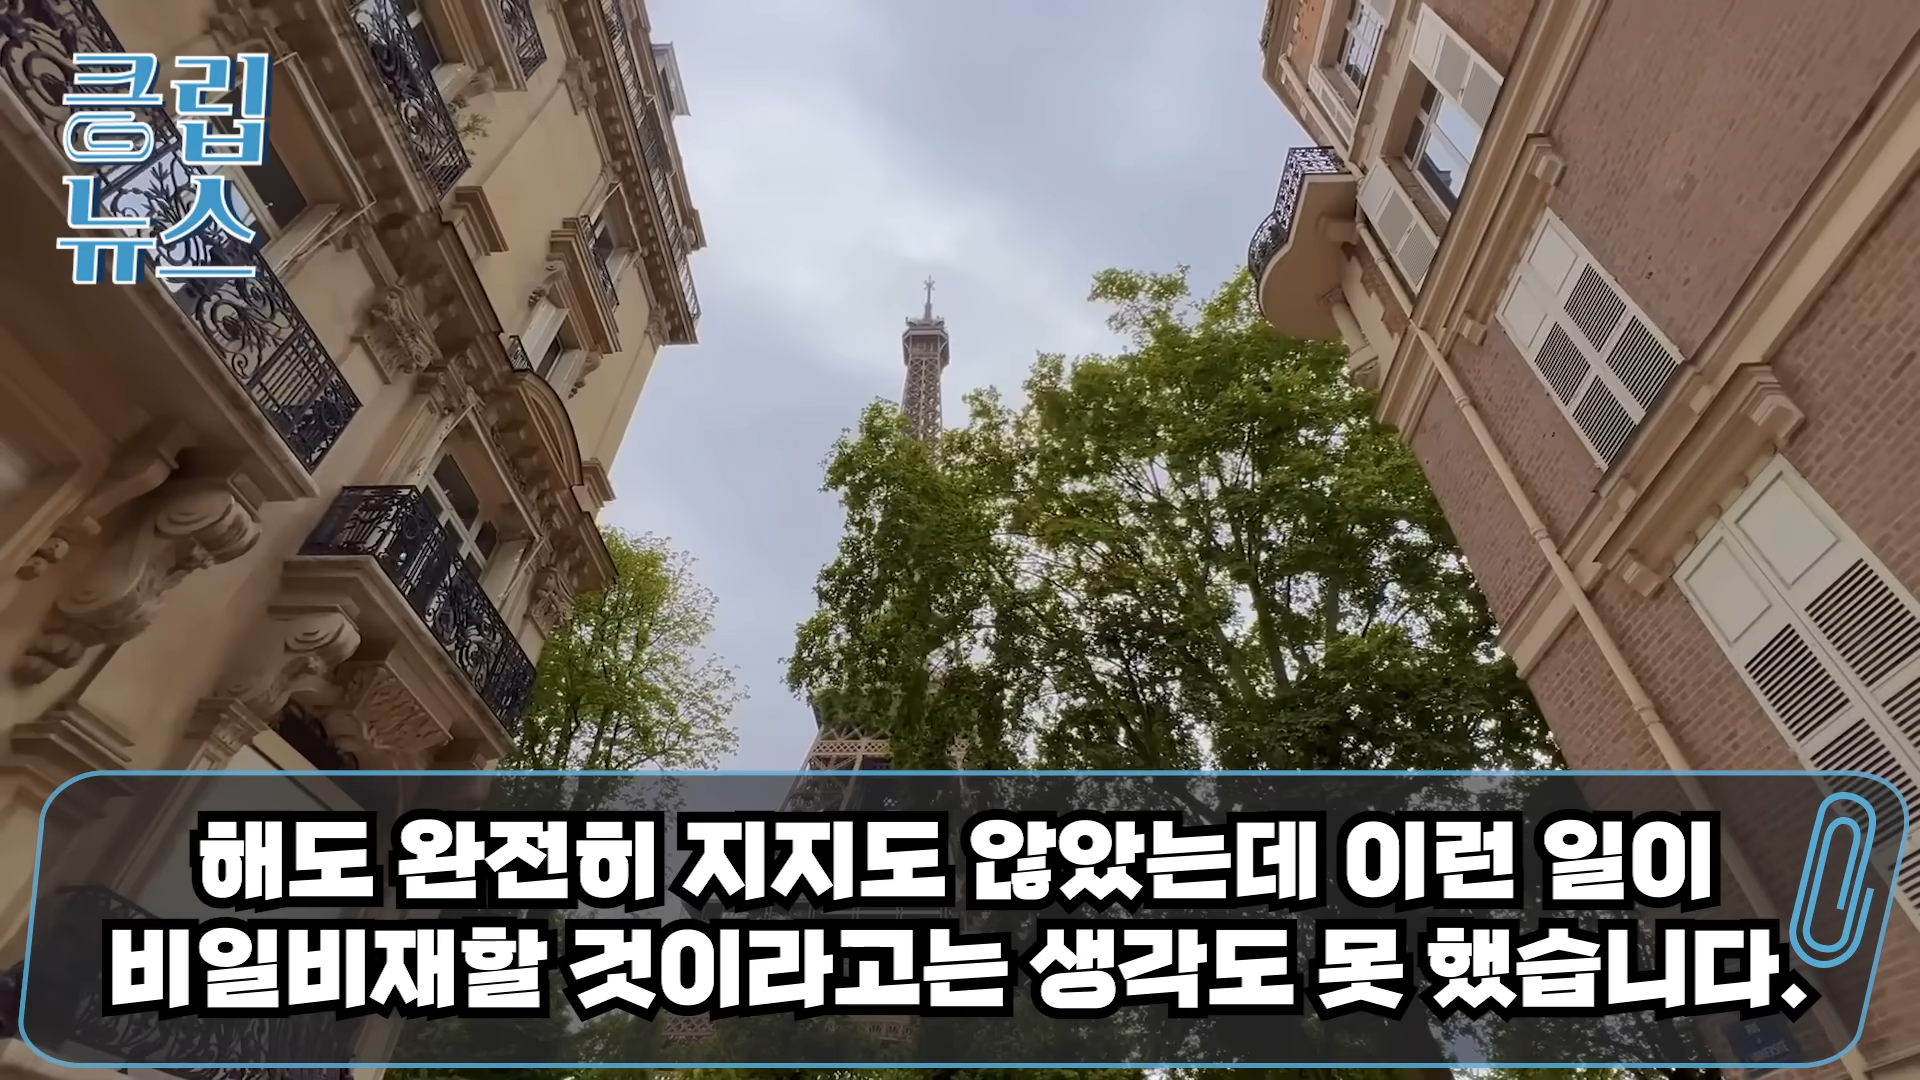 클립
뉴스
해도 완전히 지지도 않았는데 이런 일이
비일비재할 것이라고는 생각도 못 했습니다.